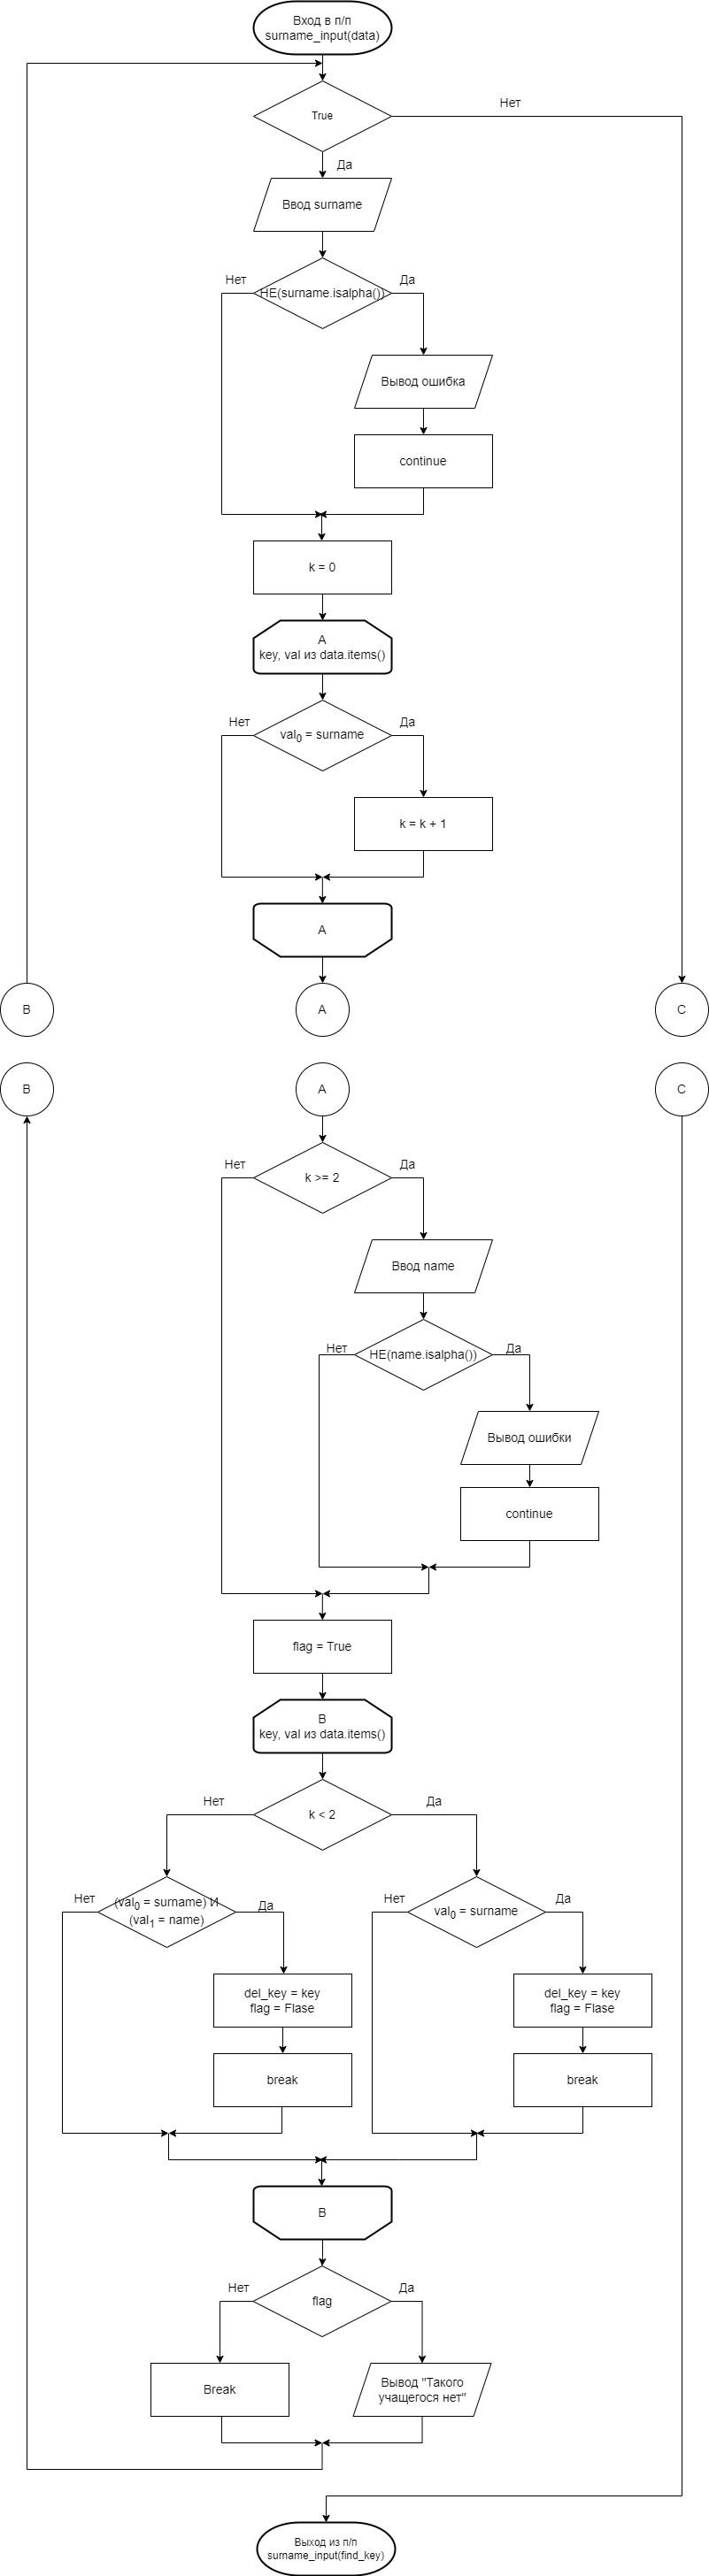 Вход в п/п
surname_input(data)
True
Нет
Да
Ввод surname
Нет
НЕ(surname.isalpha())
Да
Вывод ошибка
continue
k = 0
A
key, val из data.items()
Нет
val0 = surname
Да
k = k + 1
A
B
A
C
B
A
C
Нет
k >= 2
Да
Ввод name
Нет
НЕ(name.isalpha())
Да
Вывод ошибки
continue
flag = True
B
key, val из data.items()
Нет
k < 2
Да
Нет
(val0 = surname) И
(val1 = name)
Да
Нет
val0 = surname
Да
del_key = key
flag = Flase
del_key = key
flag = Flase
break
break
B
Нет
flag
Да
Break
Вывод "Такого
учащегося нет"
Выход из п/п
surname_input(find_key)